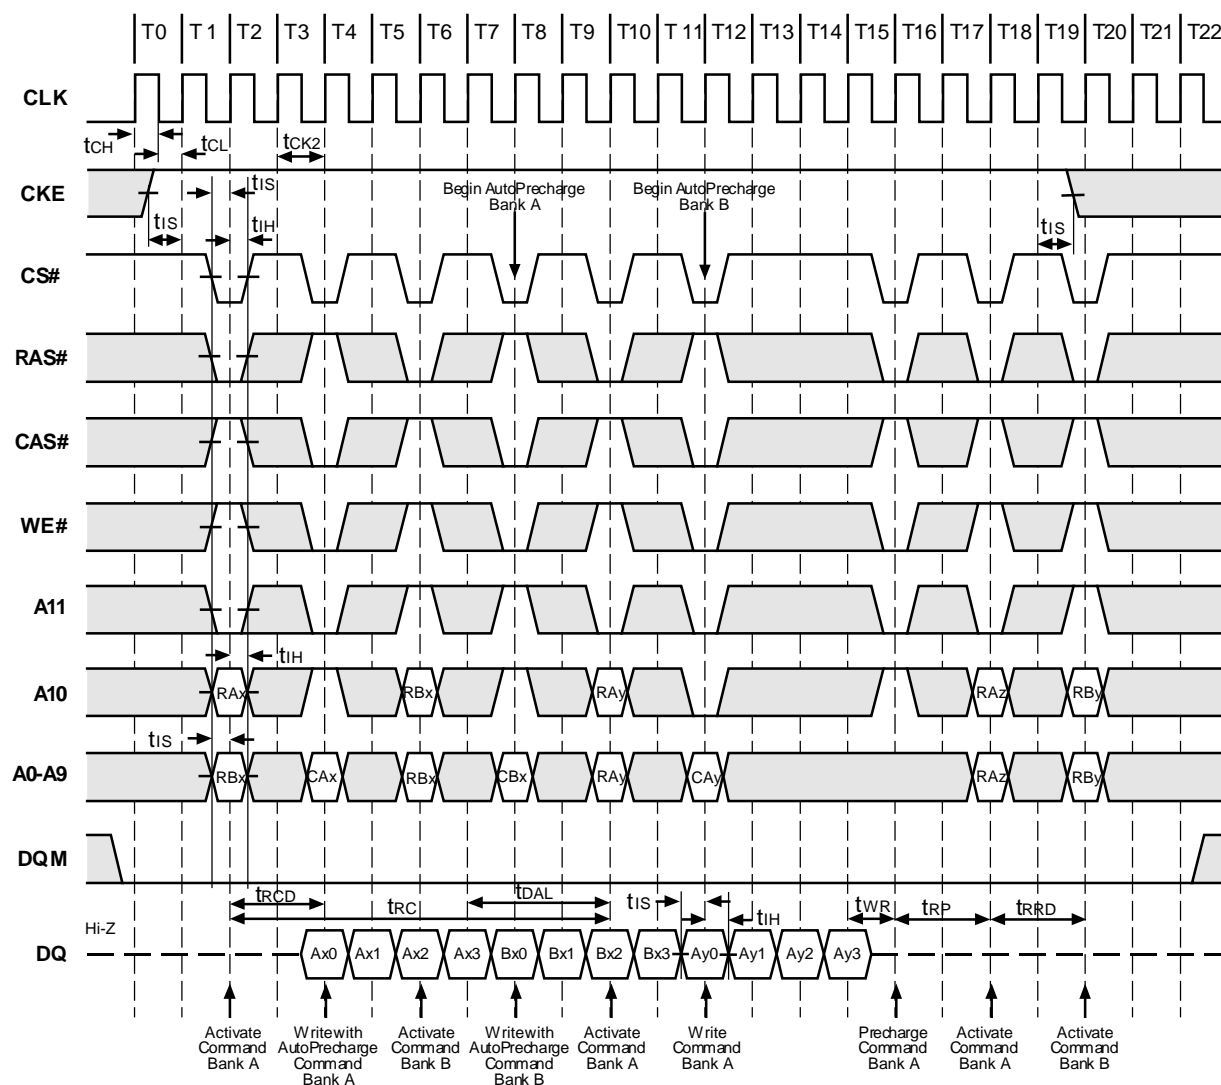 T0 T1 T2 T3 T4 T5 T6 T7 T8 T9 T10 T11 T12 T13 T14 T15 T16 T17 T18 T19 T20 T21 T22
CLK
tCH tCL tCK2
CKE
tIS
Begin AutoPrecharge
Bank A
Begin AutoPrecharge
Bank B
tIS tIH tIS
CS#
RAS#
CAS#
WE#
A11
tIH
A10
RAx RBx RAy RAz RBy
tIS
A0-A9
RBx CAx RBx CBx RAy CAy RAz RBy
DQM
tRCD tRC tDAL tIS tIH tWR tRP tRRD
Hi-Z
DQ
Ax0 Ax1 Ax2 Ax3 Bx0 Bx1 Bx2 Bx3 Ay0 Ay1 Ay2 Ay3
Activate
Command
Bank A
Write with
AutoPrecharge
Command
Bank A
Activate
Command
Bank B
Write with
AutoPrecharge
Command
Bank B
Activate
Command
Bank A
Write
Command
Bank A
Precharge
Command
Bank A
Activate
Command
Bank A
Activate
Command
Bank B